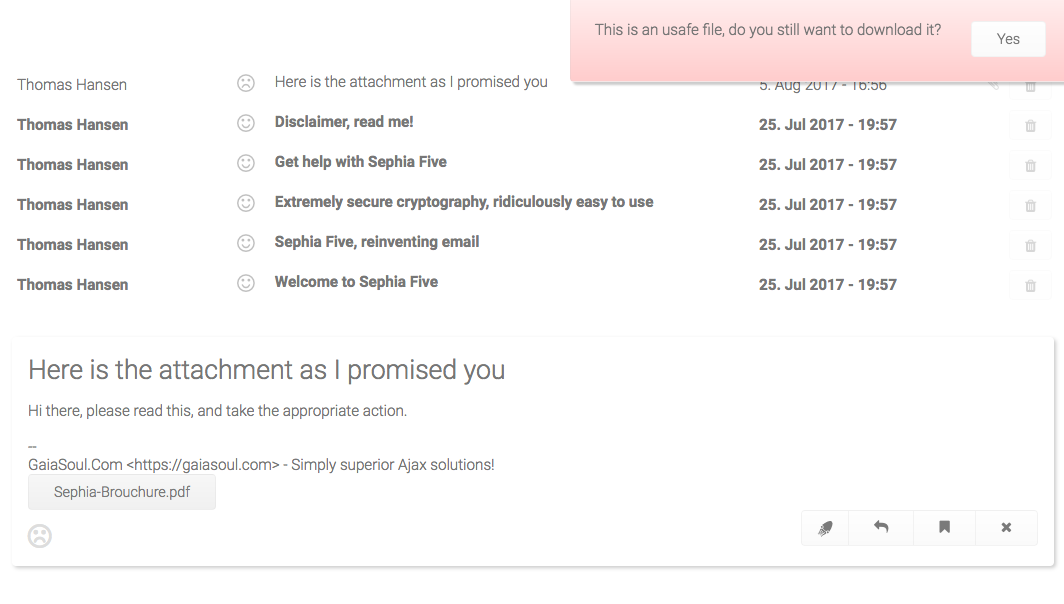 This is an usafe file, do you still want to download it?
Yes
Thomas Hansen Here is the attachment as I promised you 5. Aug 2017 - 16:56
Thomas Hansen Disclaimer, read me! 25. Jul 2017 - 19:57
Thomas Hansen Get help with Sephia Five 25. Jul 2017 - 19:57
Thomas Hansen Extremely secure cryptography, ridiculously easy to use 25. Jul 2017 - 19:57
Thomas Hansen Sephia Five, reinventing email 25. Jul 2017 - 19:57
Thomas Hansen Welcome to Sephia Five 25. Jul 2017 - 19:57
Here is the attachment as I promised you
Hi there, please read this, and take the appropriate action.
--
GaiaSoul.Com <https://gaiasoul.com> - Simply superior Ajax solutions!
Sephia-Brouchure.pdf